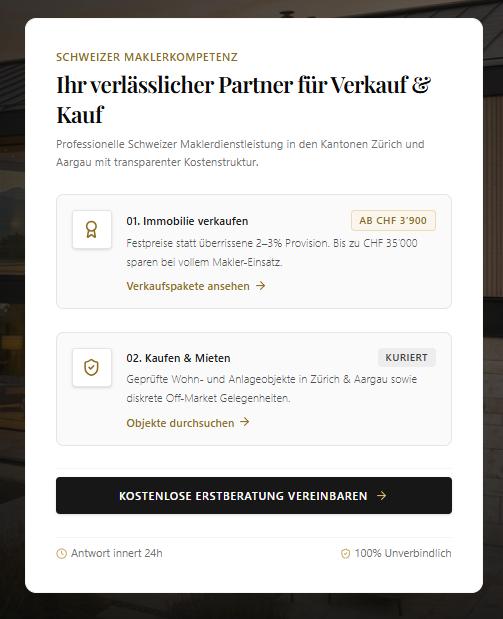 SCHWEIZER MAKLERKOMPETENZ
Ihr verlässlicher Partner für Verkauf &
Kauf
Professionelle Schweizer Maklerdienstleistung in den Kantonen Zürich und
Aargau mit transparenter Kostenstruktur.
01. Immobilie verkaufen
AB CHF 3'900
Festpreise statt überrissene 2–3% Provision. Bis zu CHF 35'000
sparen bei vollem Makler-Einsatz.
Verkaufspakete ansehen →
02. Kaufen & Mieten
KURIERT
Geprüfte Wohn- und Anlageobjekte in Zürich & Aargau sowie
diskrete Off-Market Gelegenheiten.
Objekte durchsuchen →
KOSTENLOSE ERSTBERATUNG VEREINBAREN →
Antwort innert 24h
100% Unverbindlich